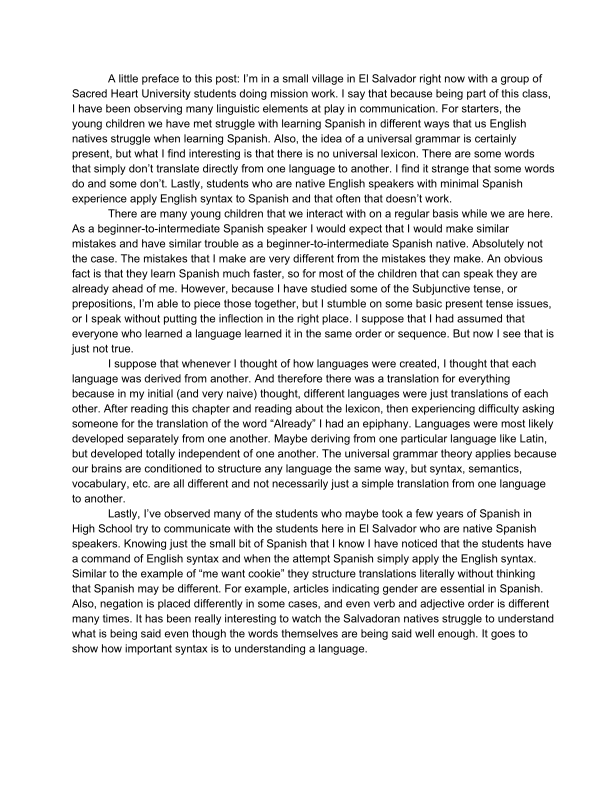 A little preface to this post: I'm in a small village in El Salvador right now with a group of
Sacred Heart University students doing mission work. I say that because being part of this class,
I have been observing many linguistic elements at play in communication. For starters, the
young children we have met struggle with learning Spanish in different ways that us English
natives struggle when learning Spanish. Also, the idea of a universal grammar is certainly
present, but what I find interesting is that there is no universal lexicon. There are some words
that simply don't translate directly from one language to another. I find it strange that some words
do and some don't. Lastly, students who are native English speakers with minimal Spanish
experience apply English syntax to Spanish and that often that doesn't work.
There are many young children that we interact with on a regular basis while we are here.
As a beginner-to-intermediate Spanish speaker I would expect that I would make similar
mistakes and have similar trouble as a beginner-to-intermediate Spanish native. Absolutely not
the case. The mistakes that I make are very different from the mistakes they make. An obvious
fact is that they learn Spanish much faster, so for most of the children that can speak they are
already ahead of me. However, because I have studied some of the Subjunctive tense, or
prepositions, I'm able to piece those together, but I stumble on some basic present tense issues,
or I speak without putting the inflection in the right place. I suppose that I had assumed that
everyone who learned a language learned it in the same order or sequence. But now I see that is
just not true.
I suppose that whenever I thought of how languages were created, I thought that each
language was derived from another. And therefore there was a translation for everything
because in my initial (and very naive) thought, different languages were just translations of each
other. After reading this chapter and reading about the lexicon, then experiencing difficulty asking
someone for the translation of the word "Already" I had an epiphany. Languages were most likely
developed separately from one another. Maybe deriving from one particular language like Latin,
but developed totally independent of one another. The universal grammar theory applies because
our brains are conditioned to structure any language the same way, but syntax, semantics,
vocabulary, etc. are all different and not necessarily just a simple translation from one language
to another.
Lastly, I've observed many of the students who maybe took a few years of Spanish in
High School try to communicate with the students here in El Salvador who are native Spanish
speakers. Knowing just the small bit of Spanish that I know I have noticed that the students have
a command of English syntax and when the attempt Spanish simply apply the English syntax.
Similar to the example of "me want cookie" they structure translations literally without thinking
that Spanish may be different. For example, articles indicating gender are essential in Spanish.
Also, negation is placed differently in some cases, and even verb and adjective order is different
many times. It has been really interesting to watch the Salvadoran natives struggle to understand
what is being said even though the words themselves are being said well enough. It goes to
show how important syntax is to understanding a language.